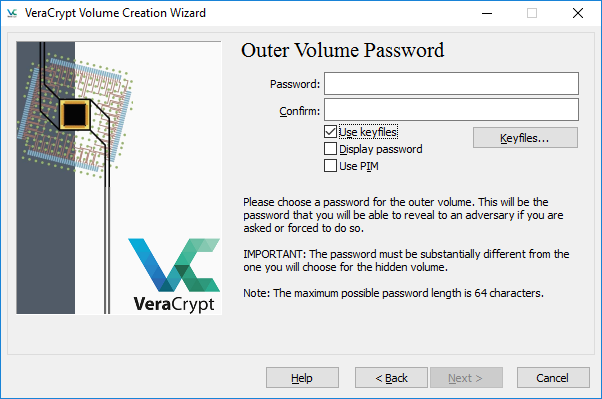 VeraCrypt Volume Creation Wizard
Outer Volume Password
Password:
Confirm:
Use keyfiles
Keyfiles...
Display password
Use PIM
Please choose a password for the outer volume. This will be the
password that you will be able to reveal to an adversary if you are
asked or forced to do so.
IMPORTANT: The password must be substantially different from the
one you will choose for the hidden volume.
Note: The maximum possible password length is 64 characters.
VeraCrypt
Help
< Back
Next >
Cancel